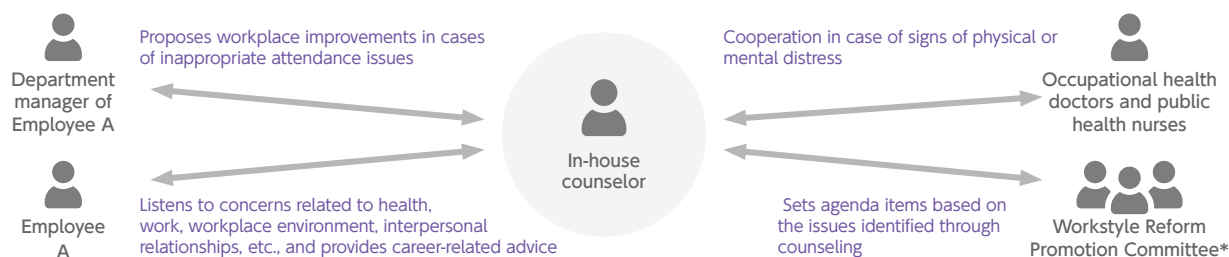 Proposes workplace improvements in cases
of inappropriate attendance issues
Department
manager of
Employee A
Listens to concerns related to health,
work, workplace environment, interpersonal
relationships, etc., and provides career-related advice
Employee
A
In-house
counselor
Cooperation in case of signs of physical or
mental distress
Occupational health
doctors and public
health nurses
Sets agenda items based on
the issues identified through
counseling
Workstyle Reform
Promotion Committee*